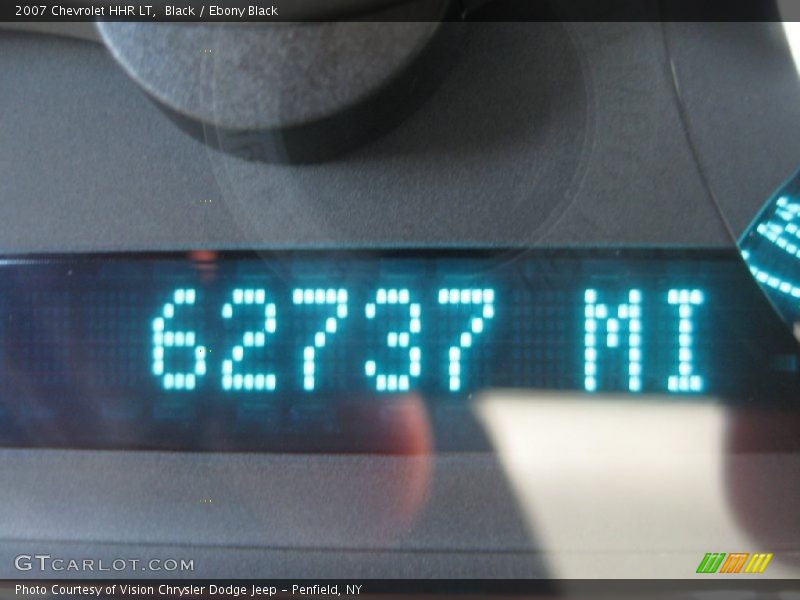 2007 Chevrolet HHR LT,  Black / Ebony Black
62737 MI
GTCARLOT.COM
Photo Courtesy of Vision Chrysler Dodge Jeep – Penfield, NY